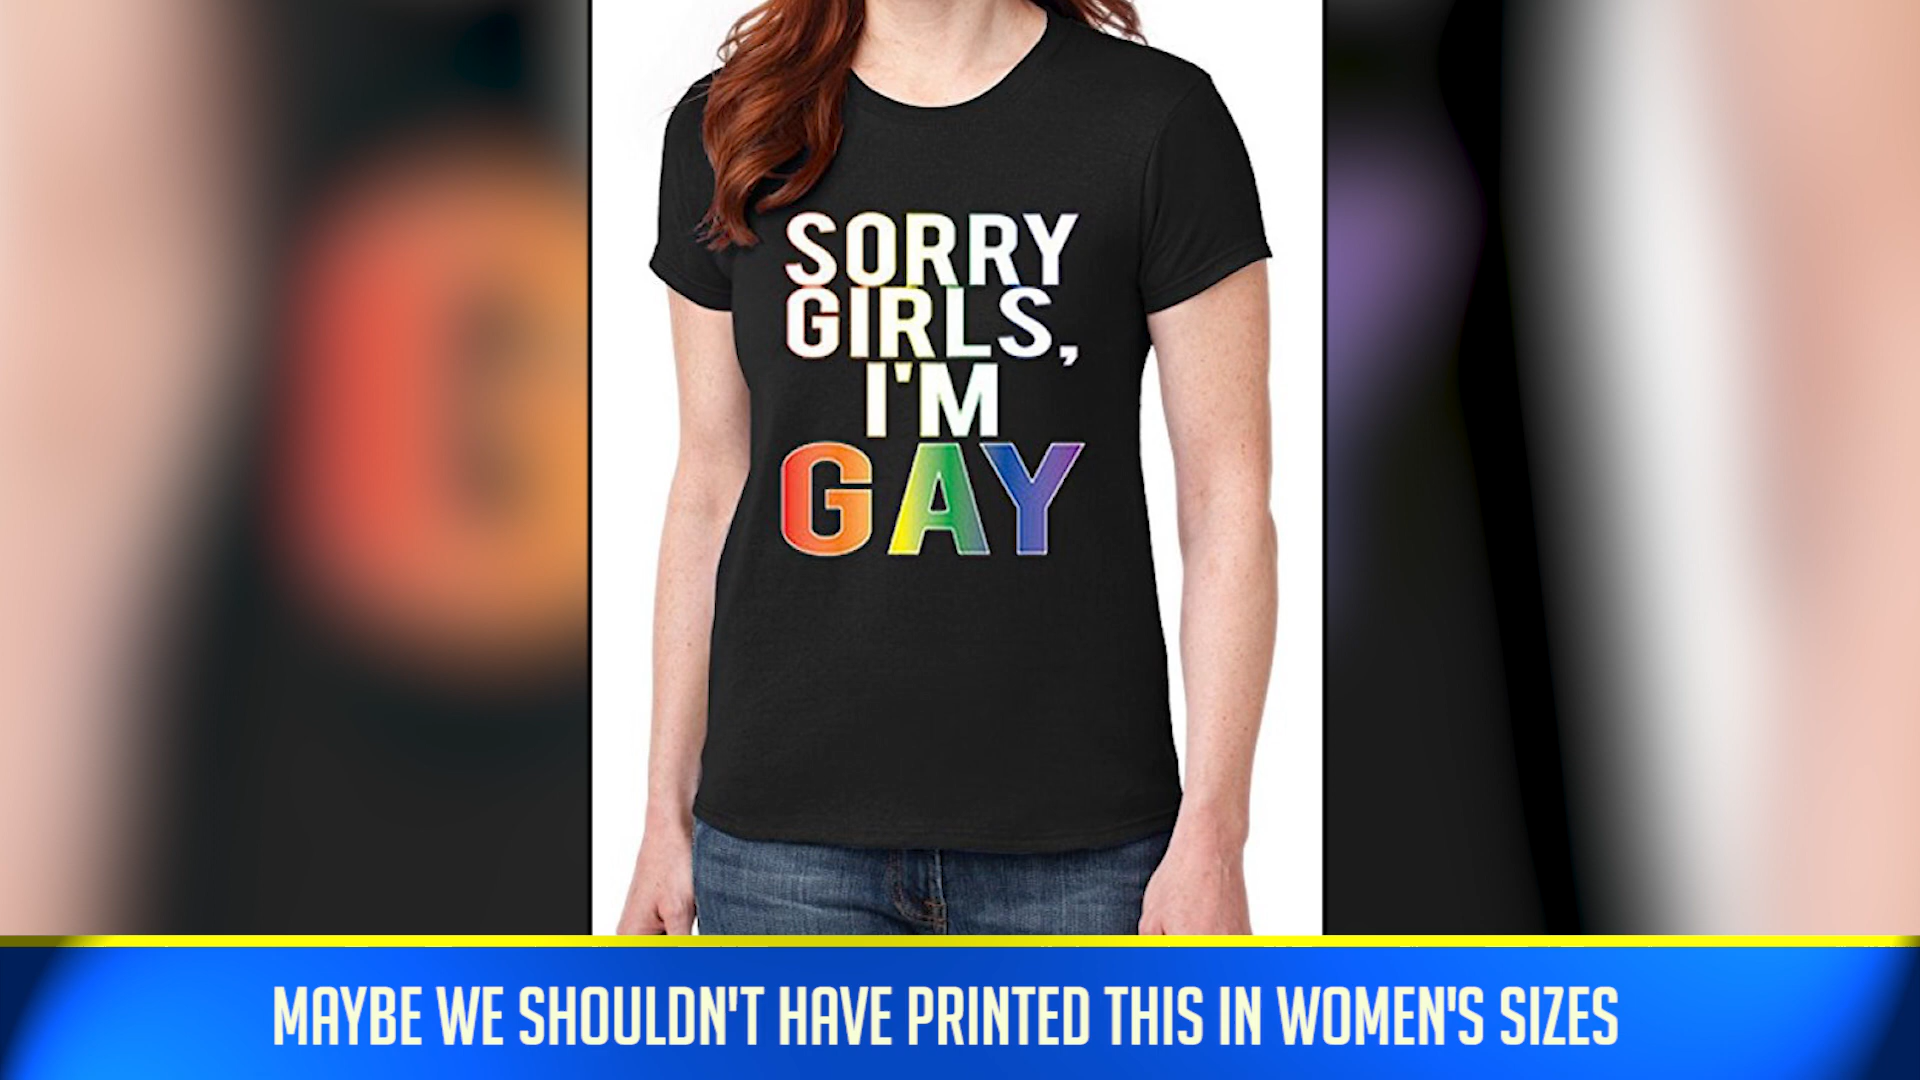 SORRY
GIRLS,
I'M
GAY
MAYBE WE SHOULDN'T HAVE PRINTED THIS IN WOMEN'S SIZES